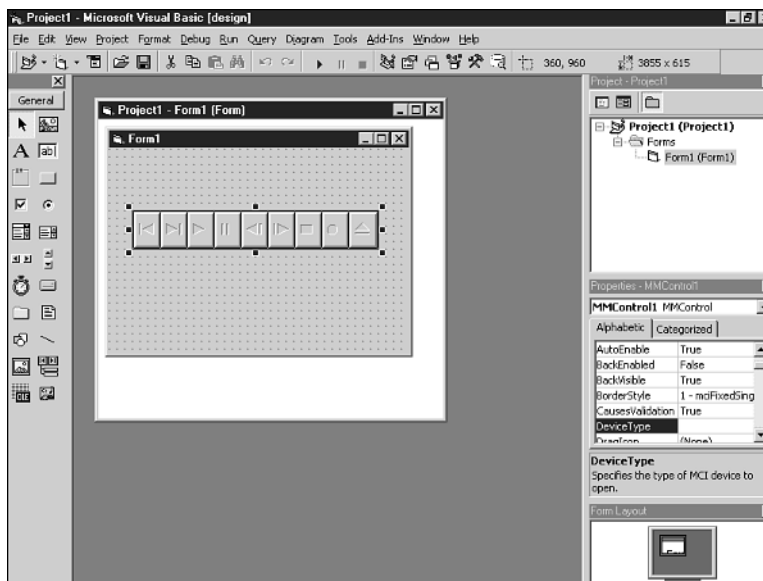 Project1 - Microsoft Visual Basic [design]
File Edit View Project Format Debug Run Query Diagram Tools Add-Ins Window Help
360, 960
3855 x 615
General
A
ab
OLE
Project1 - Form1 (Form)
Form1
Project - Project1
Project1 (Project1)
Forms
Form1 (Form1)
Properties - MMControl1
MMControl1 MMControl
Alphabetic Categorized
AutoEnable True
BackEnabled False
BackVisible True
BorderStyle 1 - mciFixedSing
CausesValidation True
DeviceType
DragIcon (None)
DeviceType
Specifies the type of MCI device to
open.
Form Layout